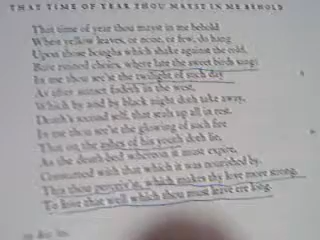 THAT TIME OF YEAR THOU MAYST IN ME BEHOLD
That time of year thou mayst in me behold
When yellow leaves, or none, or few, do hang
Upon those boughs which shake against the cold,
Bare ruined choirs, where late the sweet birds sang.
In me thou see'st the twilight of such day
As after sunset fadeth in the west,
Which by and by black night doth take away,
Death's second self, that seals up all in rest.
In me thou see'st the glowing of such fire
That on the ashes of his youth doth lie,
As the death-bed whereon it must expire,
Consumed with that which it was nourished by.
This thou perceiv'st, which makes thy love more strong,
To love that well which thou must leave ere long.